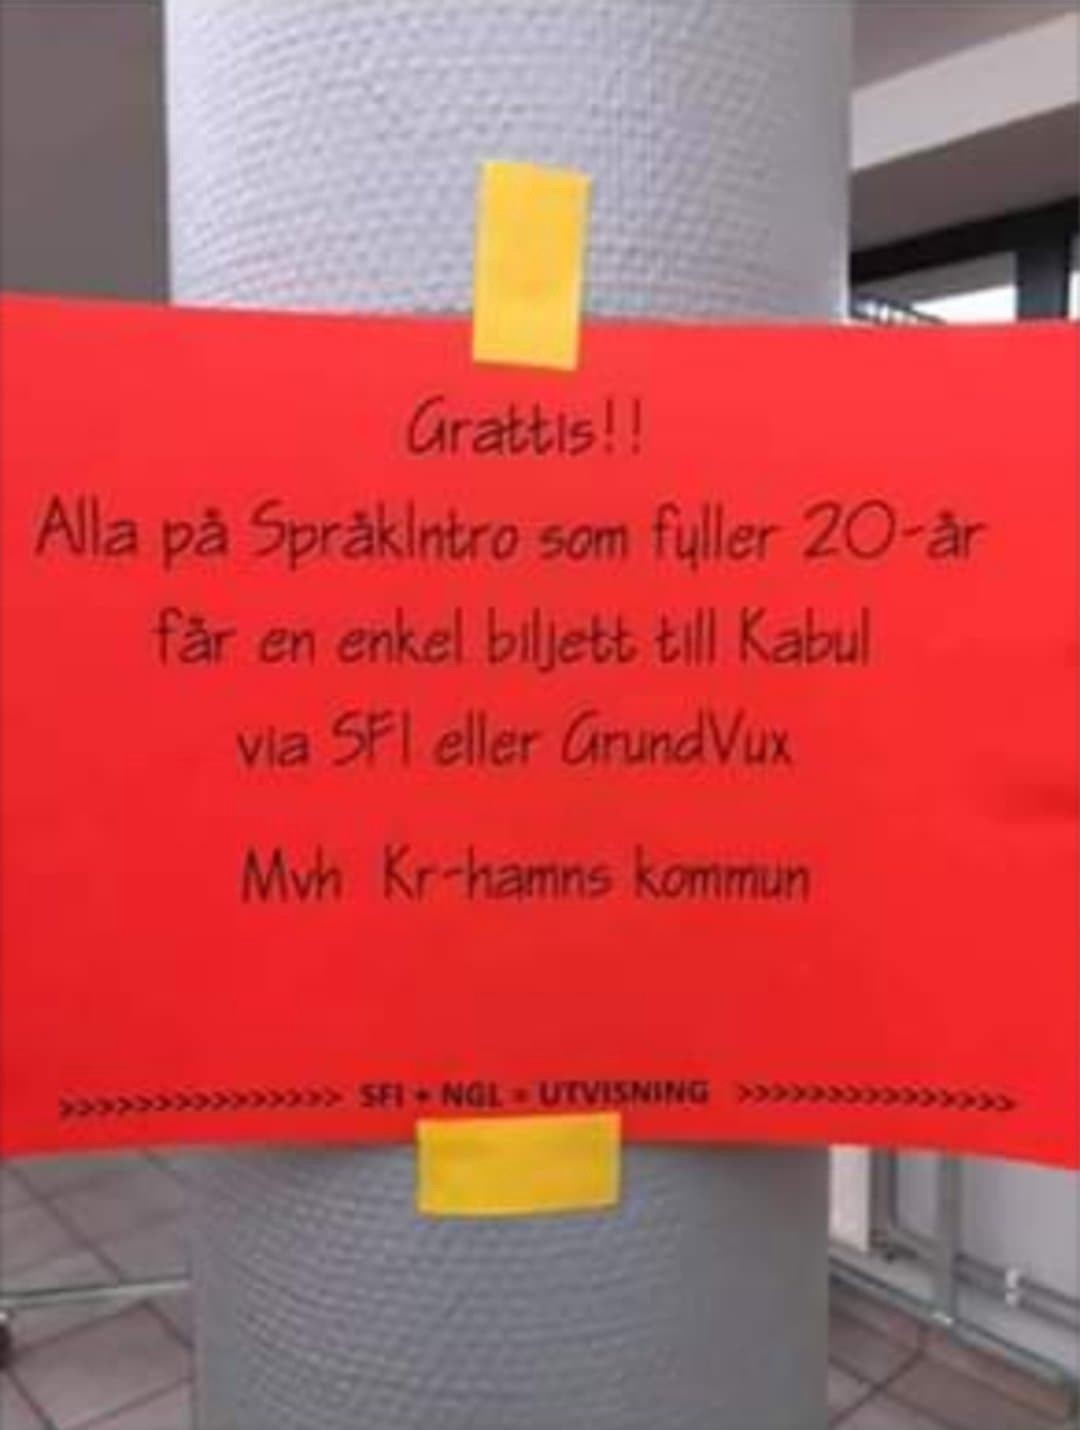 Grattis!!
Alla på SpråkIntro som fyller 20-år
får en enkel biljett till Kabul
via SFI eller GrundVux
Mvh Kr-hamns kommun
>>>>>>>>>>>>>>>> SFI + NGL = UTVISNING >>>>>>>>>>>>>>>>